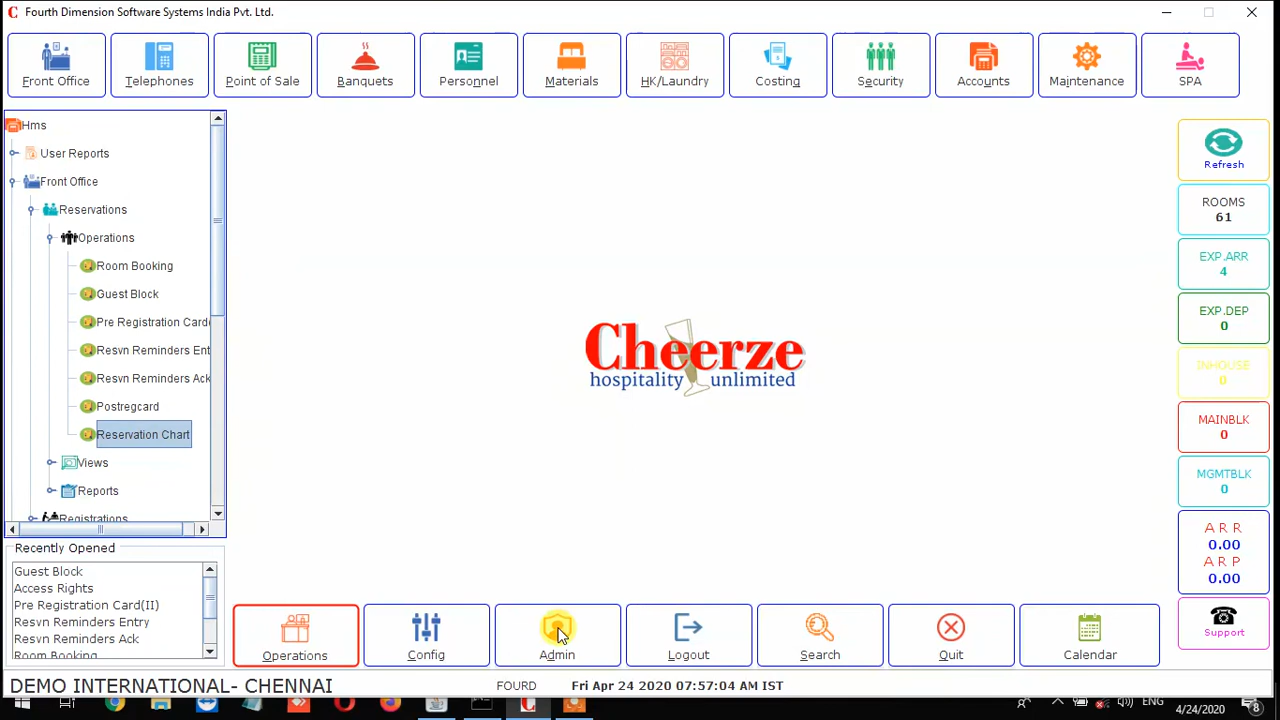 C Fourth Dimension Software Systems India Pvt. Ltd.
Front Office Telephones Point of Sale Banquets Personnel Materials HK/Laundry Costing Security Accounts Maintenance SPA
Hms
User Reports
Front Office
Reservations
Operations
Room Booking
Guest Block
Pre Registration Card
Resvn Reminders Ent
Resvn Reminders Ack
Postregcard
Reservation Chart
Views
Reports
Registrations
Recently Opened
Guest Block
Access Rights
Pre Registration Card(II)
Resvn Reminders Entry
Resvn Reminders Ack
Room Booking
Cheerze
hospitality unlimited
Refresh
ROOMS
61
EXP.ARR
4
EXP.DEP
0
INHOUSE
0
MAINBLK
0
MGMTBLK
0
A R R
0.00
A R P
0.00
Support
Operations Config Admin Logout Search Quit Calendar
DEMO INTERNATIONAL- CHENNAI FOURD Fri Apr 24 2020 07:57:04 AM IST
ENG
4/24/2020
8